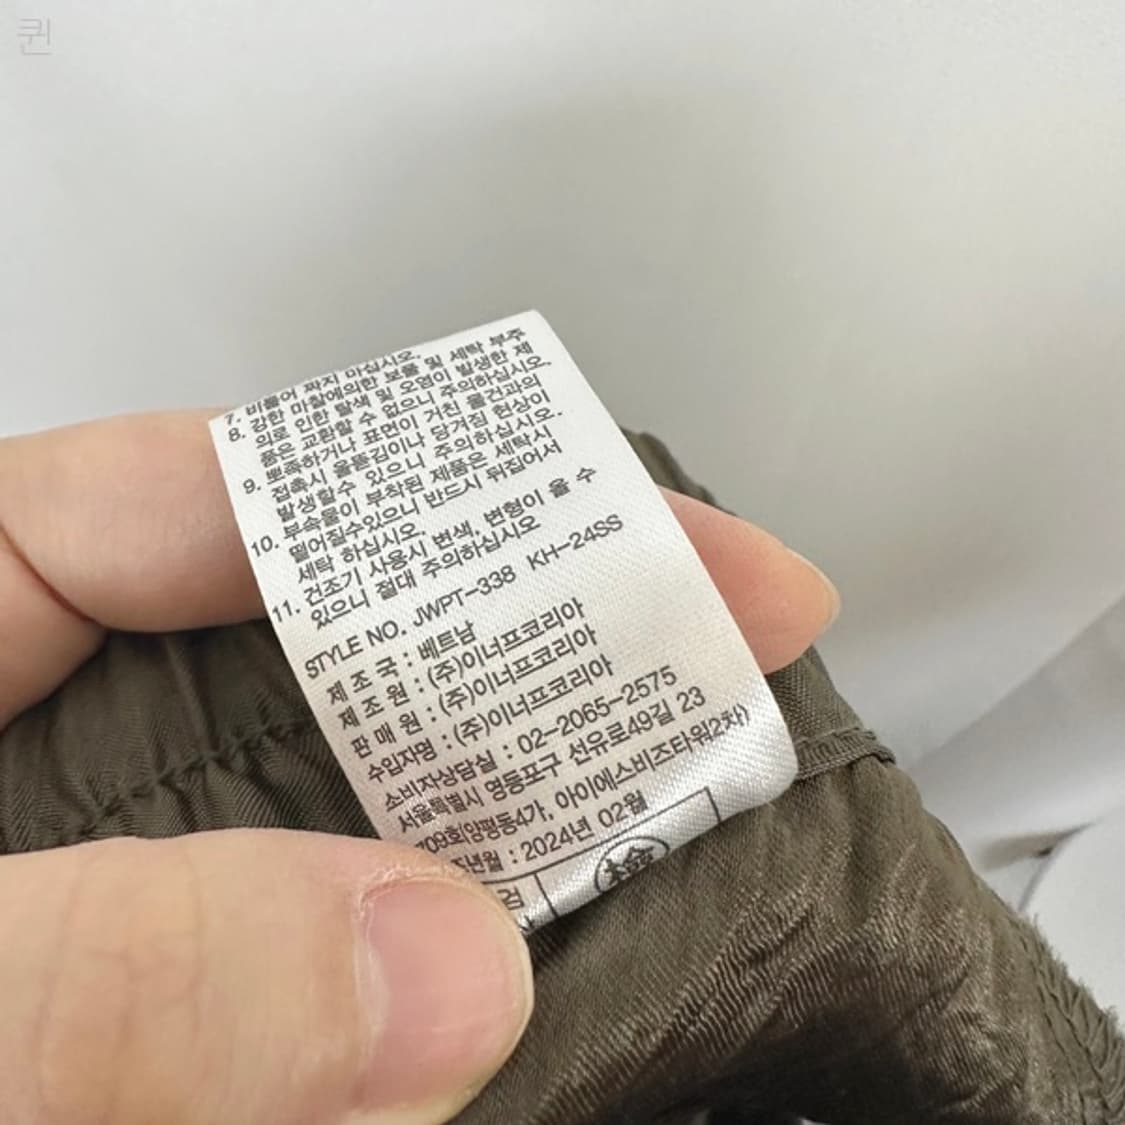 퀸
7. 비틀어 짜지 마십시오.
8. 강한 마찰에의한 보풀 및 세탁 부주
의로 인한 탈색 및 오염이 발생한 제
품은 교환할 수 없으니 주의하십시오.
9. 뾰족하거나 표면이 거친 물건과의
접촉시 올뜯김이나 당겨짐 현상이
발생할수 있으니 주의하십시오..
10. 부속물이 부착된 제품은 세탁시
떨어질수있으니 반드시 뒤집어서
세탁 하십시오.
11. 건조기 사용시 변색, 변형이 올 수
있으니 절대 주의하십시오
STYLE NO. JWPT-338 KH-24SS
제 조 국 : 베트남
제 조 원 : (주)이너프코리아
판 매 원 : (주)이너프코리아
수입자명 : (주)이너프코리아
소비자상담실 : 02-2065-2575
서울특별시 영등포구 선유로49길 23
709호(양평동4가, 아이에스비즈타워2차)
조년월 : 2024년 02월
검
檢